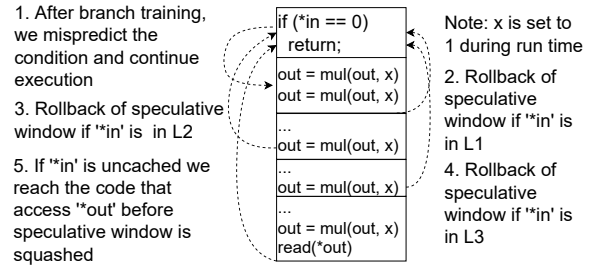 1. After branch training,
we mispredict the
condition and continue
execution
3. Rollback of speculative
window if '*in' is  in L2
5. If '*in' is uncached we
reach the code that
access '*out' before
speculative window is
squashed
if (*in == 0)
return;
out = mul(out, x)
out = mul(out, x)
...
out = mul(out, x)
...
out = mul(out, x)
...
out = mul(out, x)
read(*out)
Note: x is set to
1 during run time
2. Rollback of
speculative
window if '*in' is
in L1
4. Rollback of
speculative
window if '*in' is
in L3